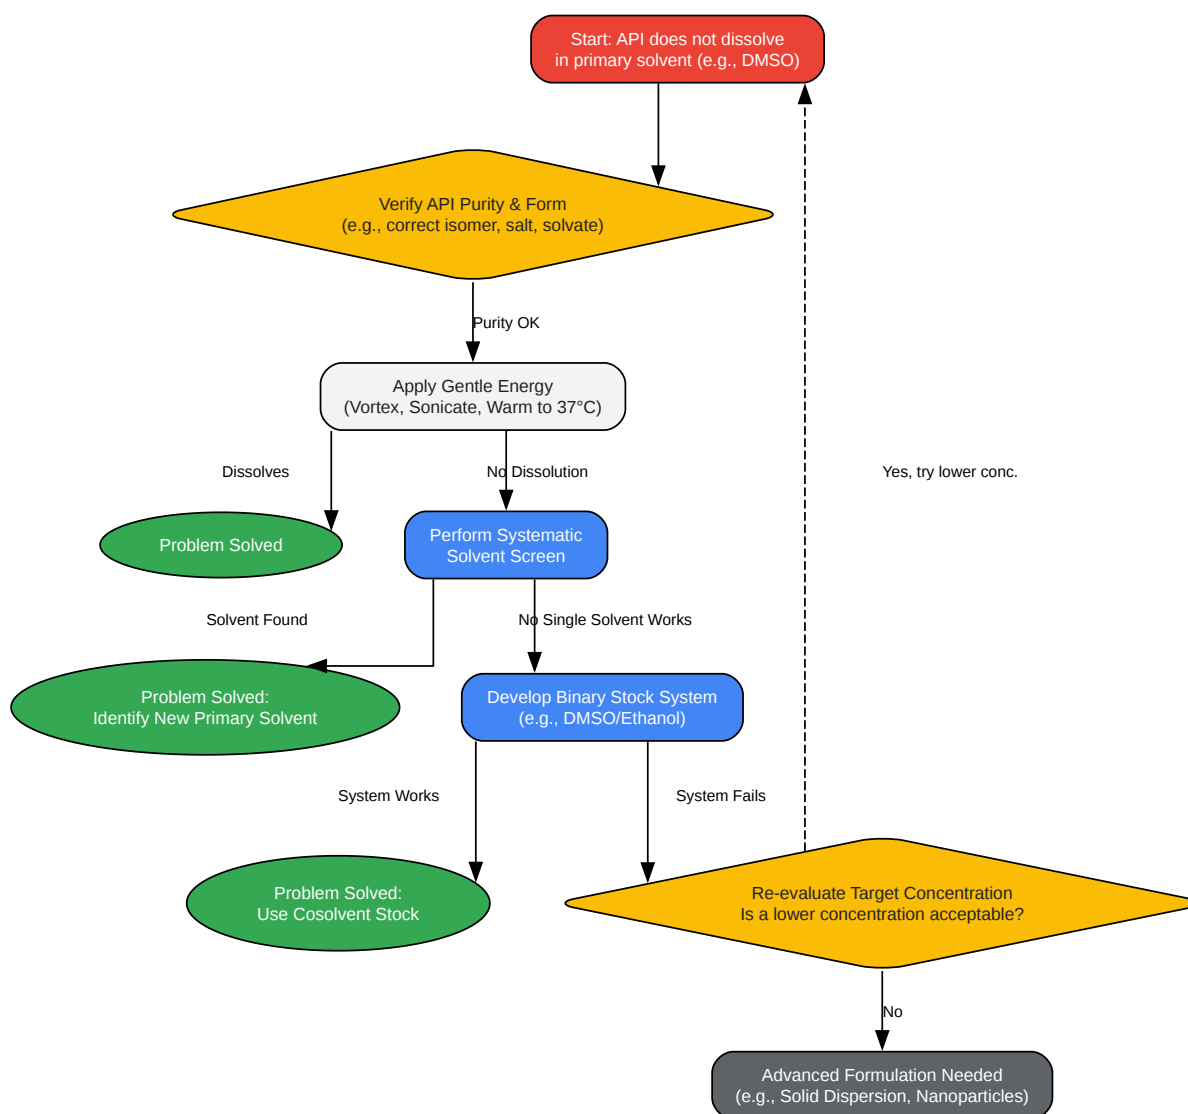 Start: API does not dissolve
in primary solvent (e.g., DMSO)
Verify API Purity & Form
(e.g., correct isomer, salt, solvate)
Purity OK
Apply Gentle Energy
(Vortex, Sonicate, Warm to 37°C)
Dissolves
No Dissolution
Yes, try lower conc.
Problem Solved
Perform Systematic
Solvent Screen
Solvent Found
No Single Solvent Works
Problem Solved:
Identify New Primary Solvent
Develop Binary Stock System
(e.g., DMSO/Ethanol)
System Works
System Fails
Problem Solved:
Use Cosolvent Stock
Re-evaluate Target Concentration
Is a lower concentration acceptable?
No
Advanced Formulation Needed
(e.g., Solid Dispersion, Nanoparticles)